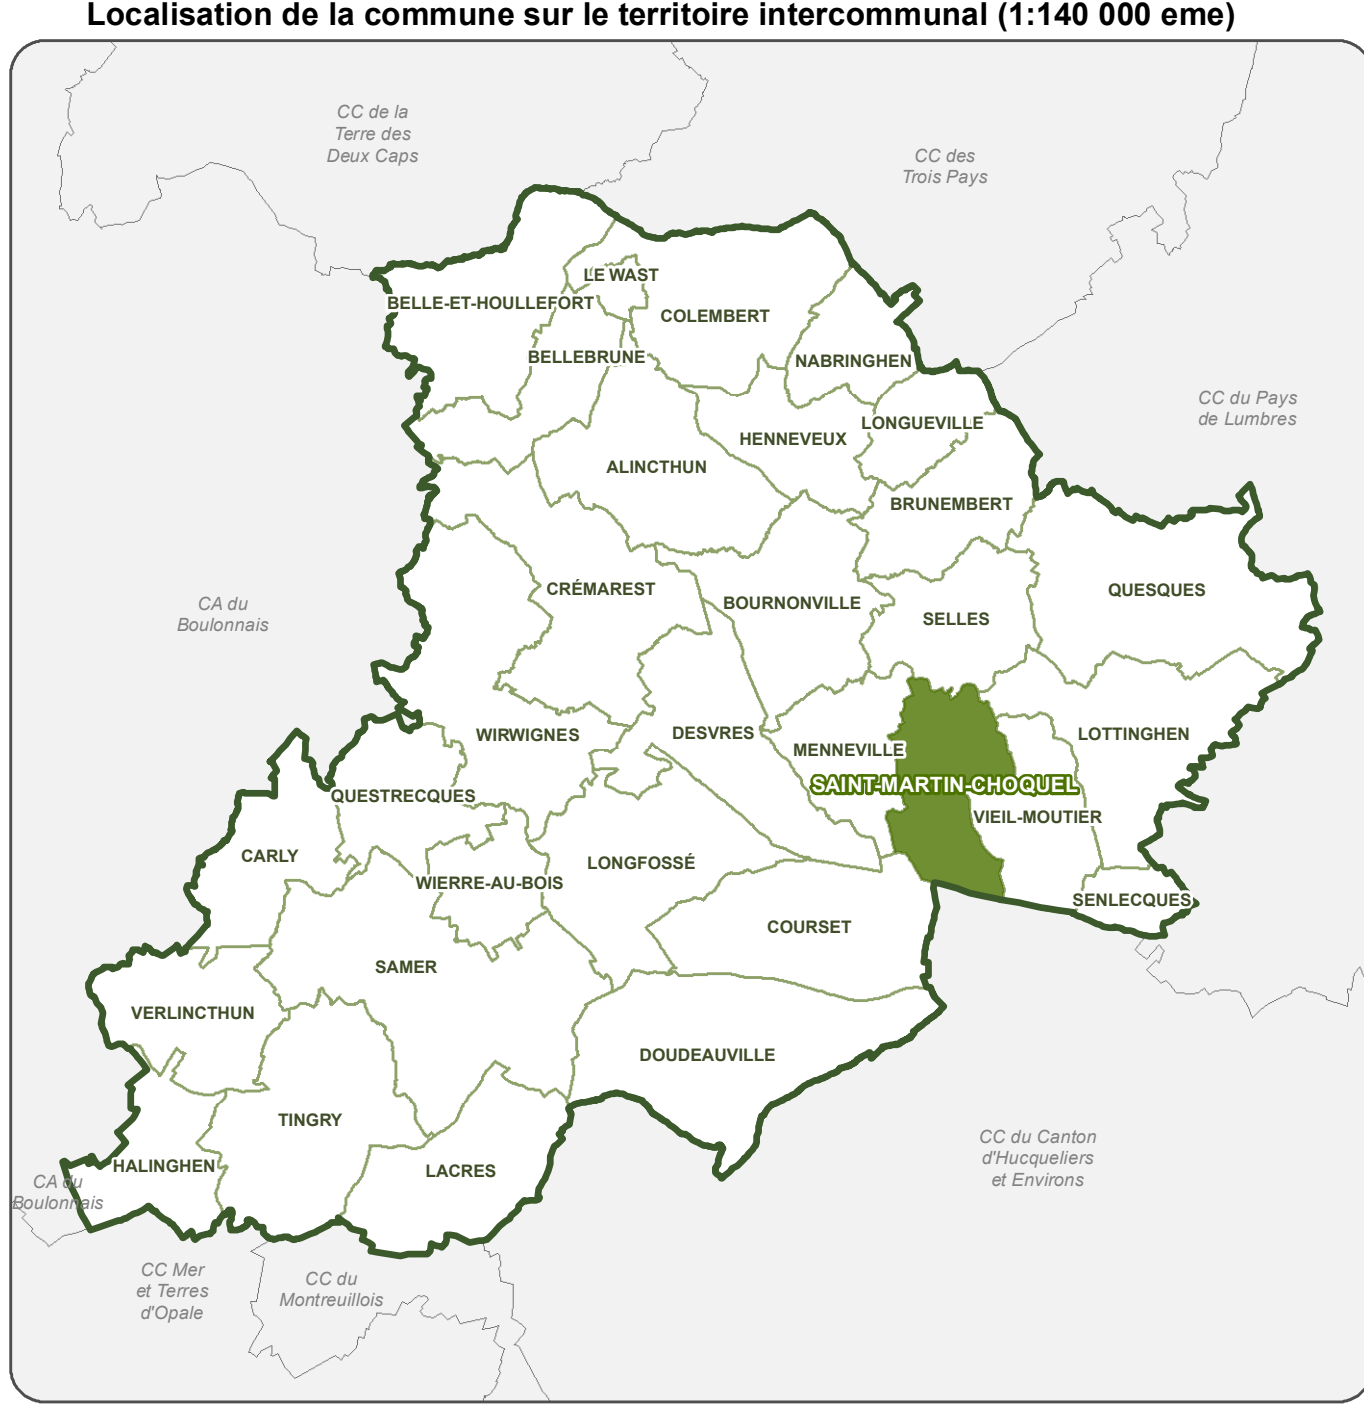 Localisation de la commune sur le territoire intercommunal (1:140 000 eme)
CC de la
Terre des
Deux Caps
CC des
Trois Pays
LE WAST
BELLE-ET-HOULLEFORT
COLEMBERT
BELLEBRUNE
NABRINGHEN
CC du Pays
de Lumbres
LONGUEVILLE
HENNEVEUX
ALINCTHUN
BRUNEMBERT
CRÉMAREST
QUESQUES
BOURNONVILLE
CA du
Boulonnais
SELLES
WIRWIGNES
DESVRES
LOTTINGHEN
MENNEVILLE
SAINT-MARTIN-CHOQUEL
QUESTRECQUES
VIEIL-MOUTIER
CARLY
LONGFOSSÉ
WIERRE-AU-BOIS
SENLECQUES
COURSET
SAMER
VERLINCTHUN
DOUDEAUVILLE
TINGRY
CC du Canton
d'Hucqueliers
et Environs
HALINGHEN
LACRES
CA du
Boulonnais
CC Mer
et Terres
d'Opale
CC du
Montreuillois